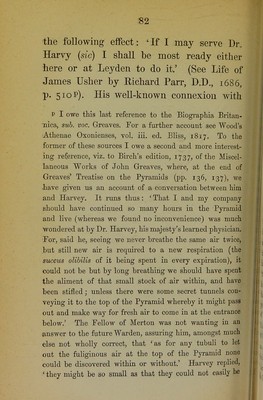 82
the following effect: ‘If I may serve Dr.
Harvy (sic) I shall be most ready either
here or at Leyden to do it.’ (See Life of
James Usher by Richard Parr, D.D., 1686,
p. 510 p). His well-known connexion with
p I owe this last reference to the Biographia Britan-
nica, sub. voc. Greaves. For a further account see Wood's
Athenae Oxonienses, vol. iii. ed. Bliss, 1817. To the
former of these sources I owe a second and more interest-
ing reference, viz. to Birch's edition, 1737, of the Miscel-
laneous Works of John Greaves, where, at the end of
Greaves' Treatise on the Pyramids (pp. 136, 137), we
have given us an account of a conversation between him
and Harvey. It runs thus: ‘That I and my company
should have continued so many hours in the Pyramid
and live (whereas we found no inconvenience) was much
wondered at by Dr. Harvey, his majesty's learned physician.
For, said he, seeing we never breathe the same air twice,
but still new air is required to a new respiration (the
succus alibilis of it being spent in every expiration), it
could not be but by long breathing we should have spent
the aliment of that small stock of air within, and have
been stifled; unless there were some secret tunnels con-
veying it to the top of the Pyramid whereby it might pass
out and make way for fresh air to come in at the entrance
below.’ The Fellow of Merton was not wanting in an
answer to the future Warden, assuring him, amongst much
else not wholly correct, that ‘as for any tubuli to let
out the fuliginous air at the top of the Pyramid none
could be discovered within or without.’ Harvey replied,
‘they might be so small as that they could not easily be